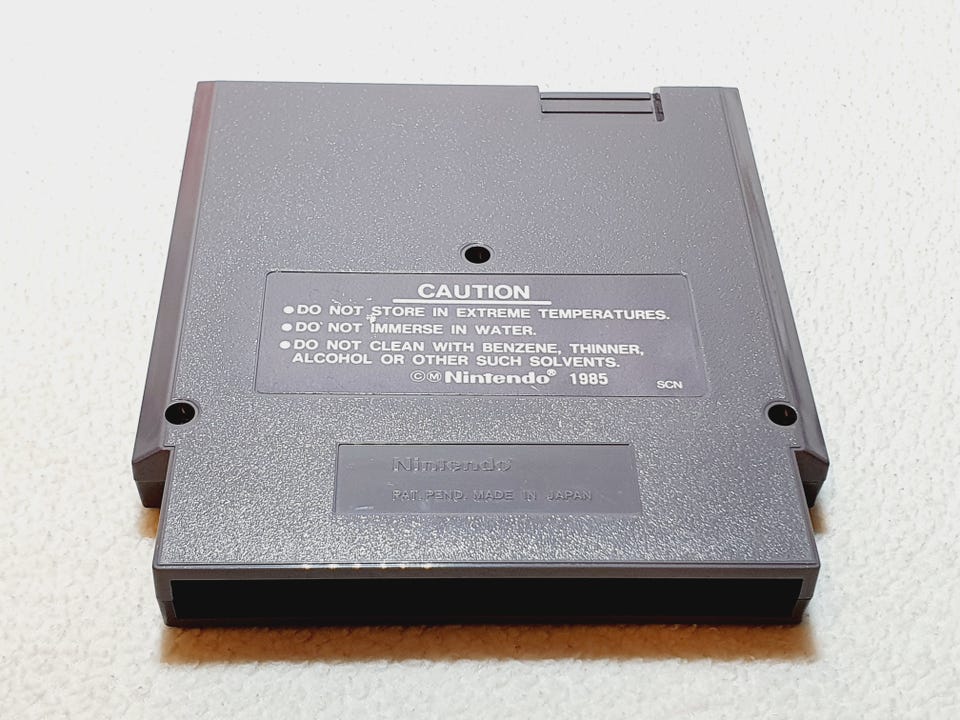 CAUTION
●DO NOT STORE IN EXTREME TEMPERATURES.
●DO NOT IMMERSE IN WATER.
●DO NOT CLEAN WITH BENZENE, THINNER,
ALCOHOL OR OTHER SUCH SOLVENTS.
©Ⓜ Nintendo® 1985 SCN
Nintendo®
PAT. PEND. MADE IN JAPAN